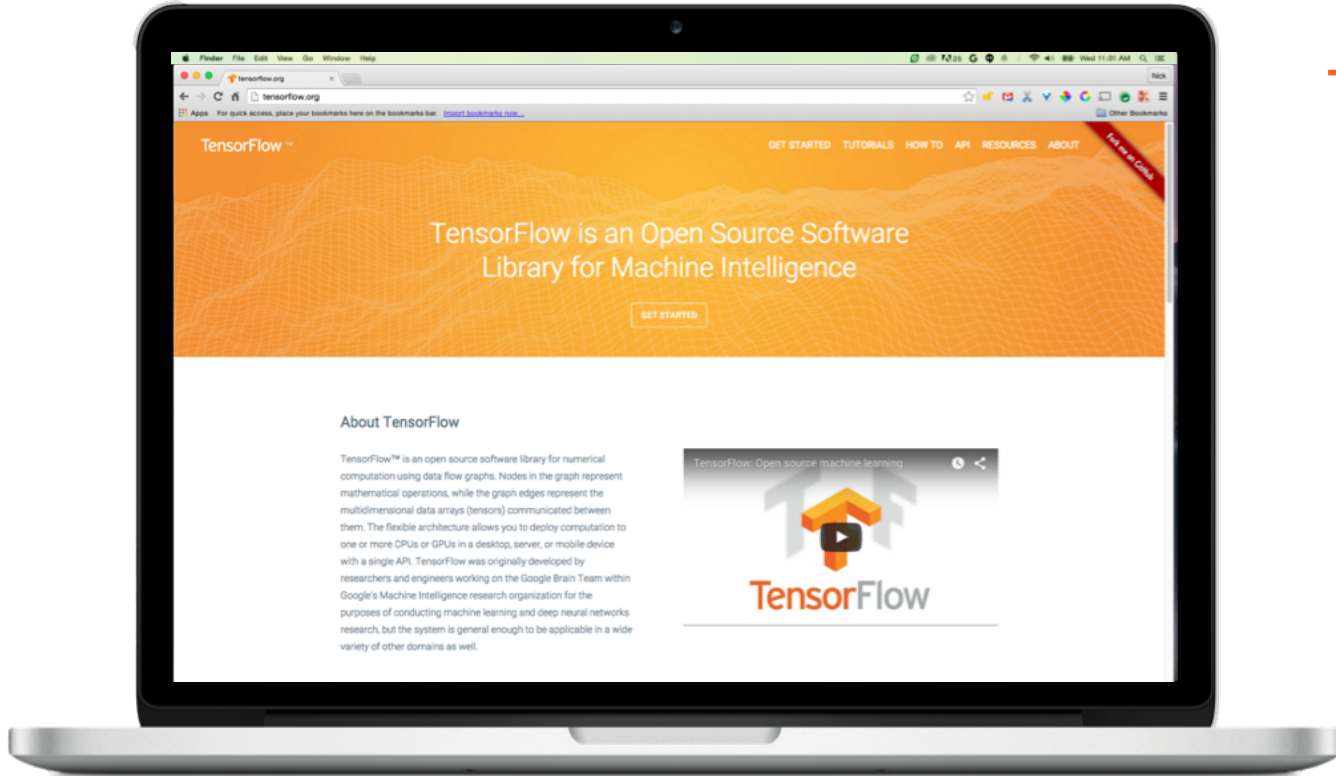 Finder File Edit View Go Window Help
Wed 11:31 AM
tensorflow.org
Nick
tensorflow.org
Apps For quick access, place your bookmarks here on the bookmarks bar. Import bookmarks now...
Other Bookmarks
TensorFlow ™
GET STARTED TUTORIALS HOW TO API RESOURCES ABOUT
Fork me on GitHub
TensorFlow is an Open Source Software
Library for Machine Intelligence
GET STARTED
About TensorFlow
TensorFlow™ is an open source software library for numerical
computation using data flow graphs. Nodes in the graph represent
mathematical operations, while the graph edges represent the
multidimensional data arrays (tensors) communicated between
them. The flexible architecture allows you to deploy computation to
one or more CPUs or GPUs in a desktop, server, or mobile device
with a single API. TensorFlow was originally developed by
researchers and engineers working on the Google Brain Team within
Google's Machine Intelligence research organization for the
purposes of conducting machine learning and deep neural networks
research, but the system is general enough to be applicable in a wide
variety of other domains as well.
TensorFlow: Open source machine learning
TensorFlow